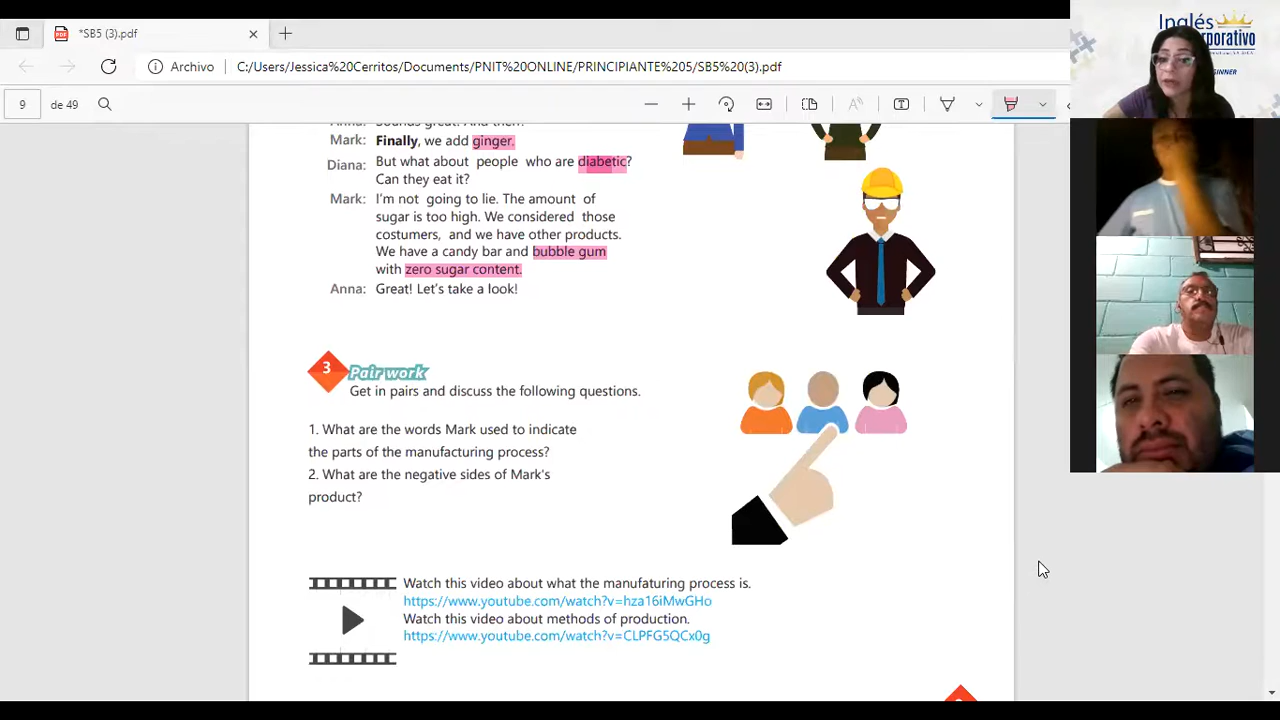 *SB5 (3).pdf
Archivo
C:/Users/Jessica%20Cerritos/Documents/FNIT%20ONLINE/PRINCIPIANTE%205/SB5%20(3).pdf
9
de 49
Inglés
INNER
Anna: Sounds great! And then?
Mark: Finally, we add ginger.
Diana: But what about people who are diabetic?
Can they eat it?
Mark: I'm not going to lie. The amount of
sugar is too high. We considered those
costumers, and we have other products.
We have a candy bar and bubble gum
with zero sugar content.
Anna: Great! Let's take a look!
3
Pair work
Get in pairs and discuss the following questions.
1. What are the words Mark used to indicate
the parts of the manufacturing process?
2. What are the negative sides of Mark's
product?
Watch this video about what the manufaturing process is.
https://www.youtube.com/watch?v=hza16iMwGHo
Watch this video about methods of production.
https://www.youtube.com/watch?v=CLPFG5QCx0g